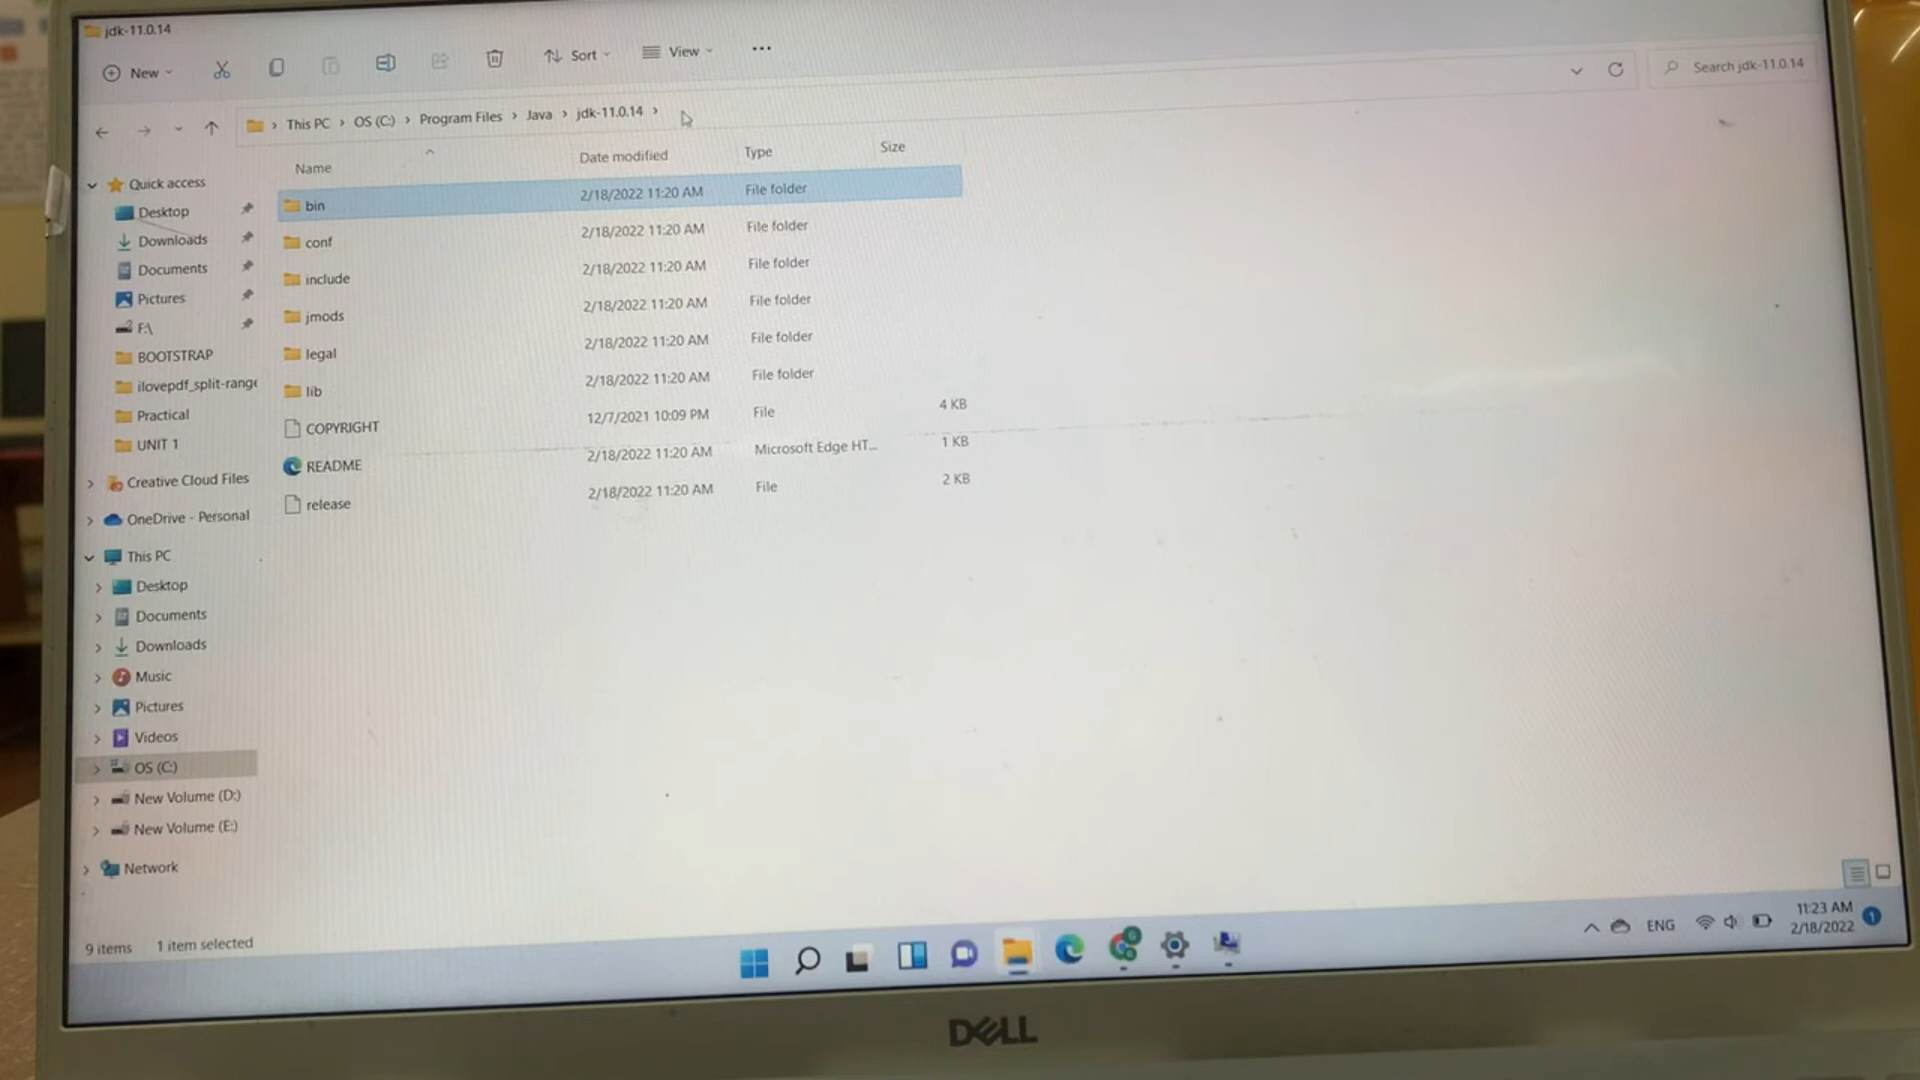 jdk-11.0.14
New
Sort
View
This PC > OS (C:) > Program Files > Java > jdk-11.0.14 >
Search jdk-11.0.14
Name Date modified Type Size
bin 2/18/2022 11:20 AM File folder
conf 2/18/2022 11:20 AM File folder
include 2/18/2022 11:20 AM File folder
jmods 2/18/2022 11:20 AM File folder
legal 2/18/2022 11:20 AM File folder
lib 2/18/2022 11:20 AM File folder
COPYRIGHT 12/7/2021 10:09 PM File 4 KB
README 2/18/2022 11:20 AM Microsoft Edge HT... 1 KB
release 2/18/2022 11:20 AM File 2 KB
Quick access
Desktop
Downloads
Documents
Pictures
F:\
BOOTSTRAP
ilovepdf_split-range
Practical
UNIT 1
Creative Cloud Files
OneDrive - Personal
This PC
Desktop
Documents
Downloads
Music
Pictures
Videos
OS (C:)
New Volume (D:)
New Volume (E:)
Network
9 items 1 item selected
ENG
11:23 AM
2/18/2022
1
DELL